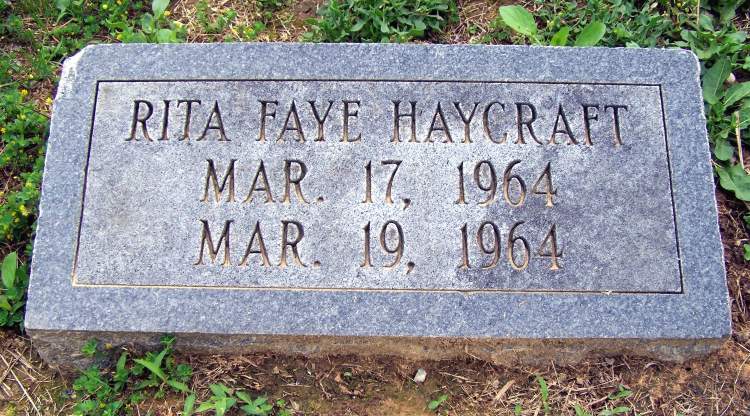 RITA FAYE HAYCRAFT
MAR. 17, 1964
MAR. 19, 1964